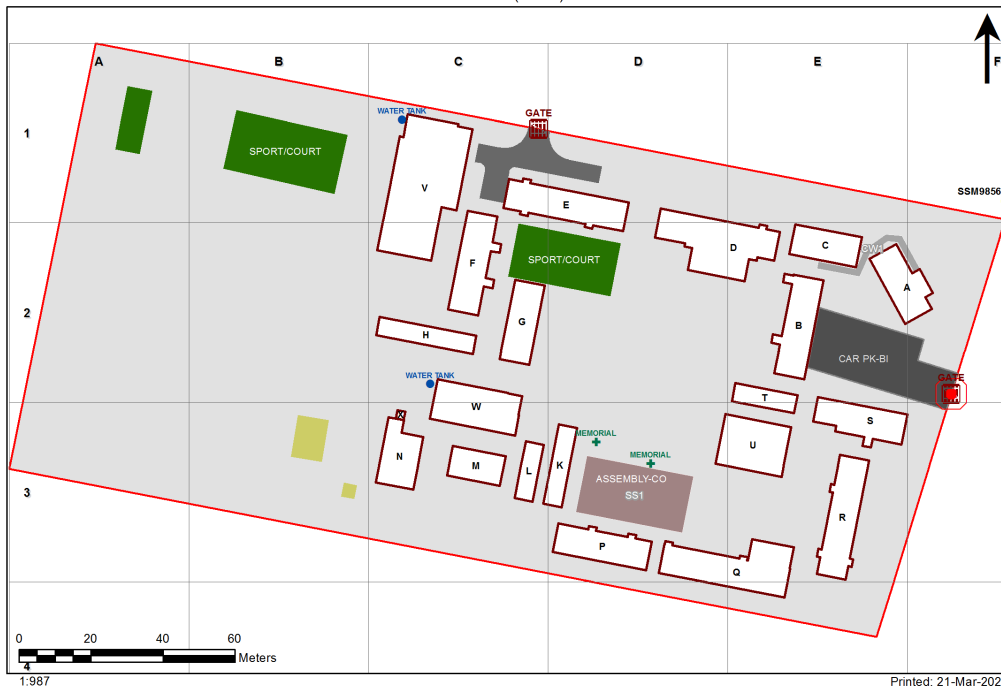 A B C D E F
1
WATER TANK
GATE
SPORT/COURT
V
SSM9856
E
D
C
CW1
F
SPORT/COURT
A
2
G
B
H
CAR PK-BI
WATER TANK
GATE
T
W
X
S
MEMORIAL
U
N
M
L
K
MEMORIAL
ASSEMBLY-CO
3
SS1
R
P
Q
0 20 40 60
Meters
4
1:987
Printed: 21-Mar-202